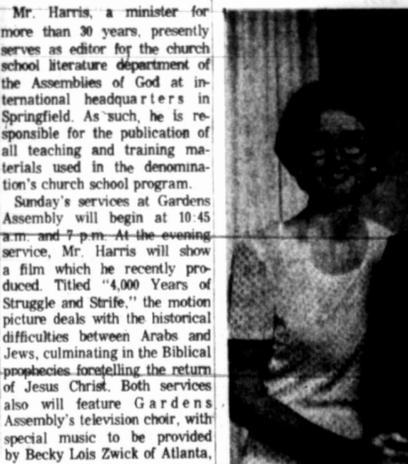 Mr. Harris, a minister for
more than 30 years, presently
serves as editor for the church
school literature department of
the Assemblies of God at in-
ternational headquarters in
Springfield. As such, he is re-
sponsible for the publication of
all teaching and training ma-
terials used in the denomina-
tion's church school program.
Sunday's services at Gardens
Assembly will begin at 10:45
a.m. and 7 p.m. At the evening
service, Mr. Harris will show
a film which he recently pro-
duced. Titled "4,000 Years of
Struggle and Strife," the motion
picture deals with the historical
difficulties between Arabs and
Jews, culminating in the Biblical
prophecies foretelling the return
of Jesus Christ. Both services
also will feature Gardens
Assembly's television choir, with
special music to be provided
by Becky Lois Zwick of Atlanta,